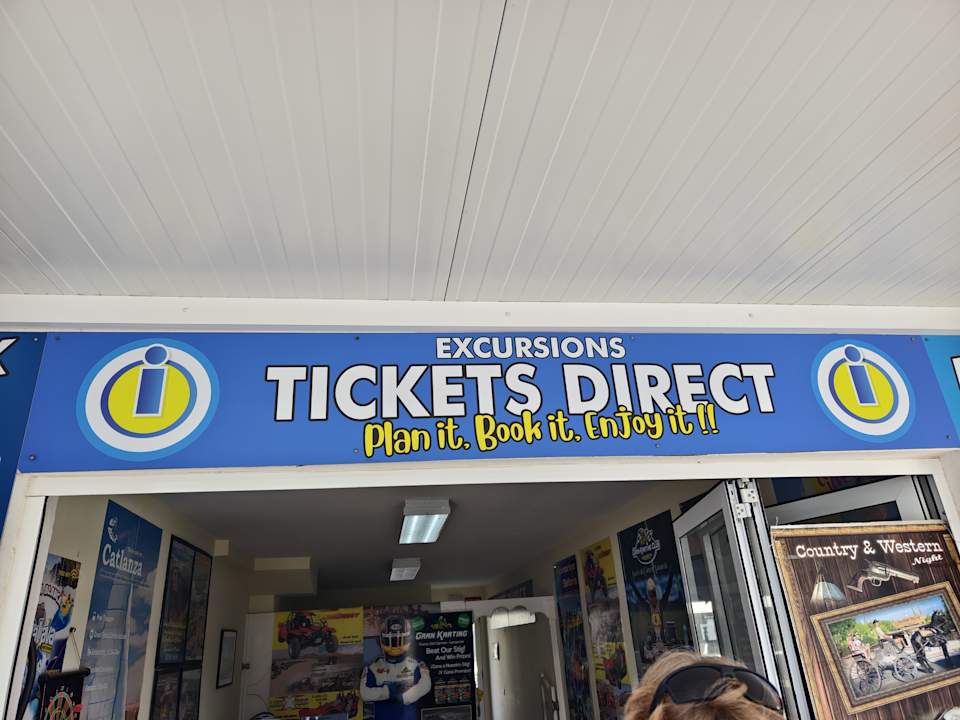 EXCURSIONS
TICKETS DIRECT
Plan it, Book it, Enjoy it !!
Catlanza
GRAN KARTING
BEAT OUR STIG!
AND WIN PRIZES!
Country & Western
Night